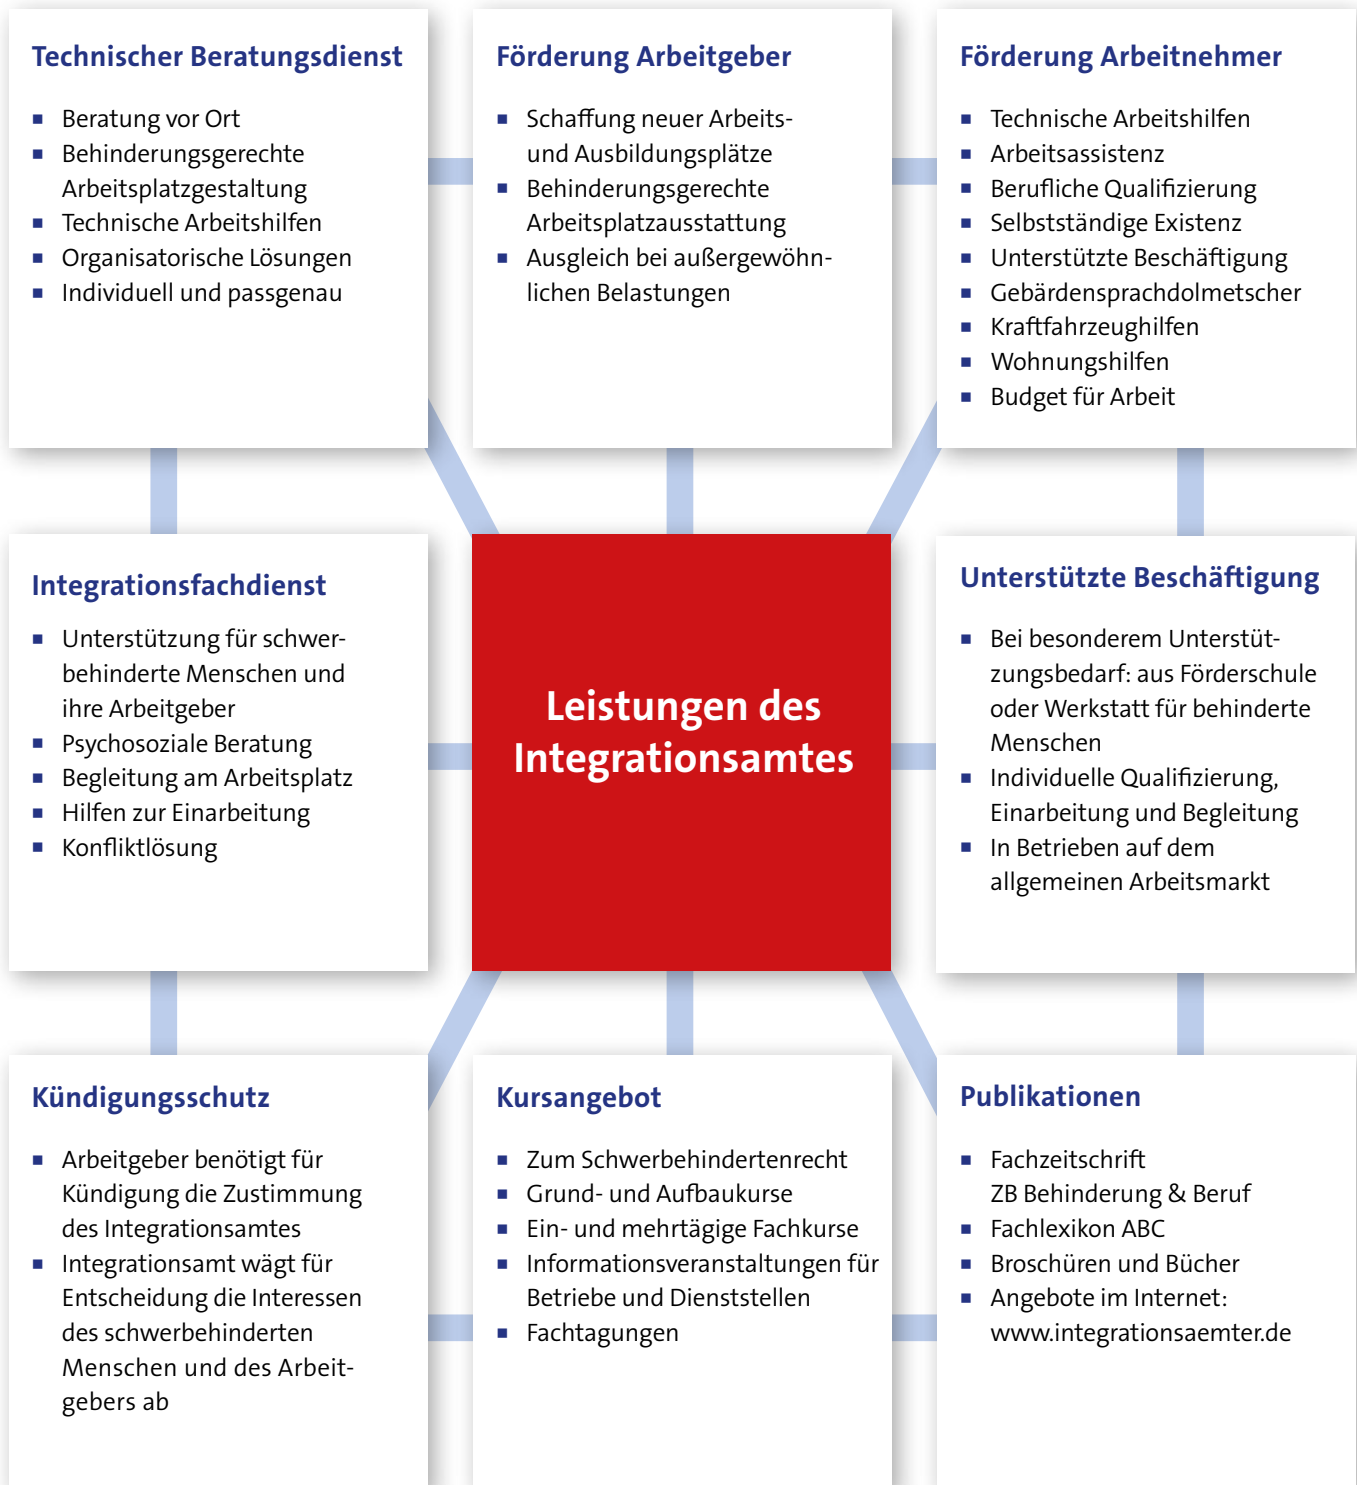 Technischer Beratungsdienst
Beratung vor Ort
Behinderungsgerechte
Arbeitsplatzgestaltung
Technische Arbeitshilfen
Organisatorische Lösungen
Individuell und passgenau
Förderung Arbeitgeber
Schaffung neuer Arbeits-
und Ausbildungsplätze
Behinderungsgerechte
Arbeitsplatzausstattung
Ausgleich bei außergewöhn-
lichen Belastungen
Förderung Arbeitnehmer
Technische Arbeitshilfen
Arbeitsassistenz
Berufliche Qualifizierung
Selbstständige Existenz
Unterstützte Beschäftigung
Gebärdensprachdolmetscher
Kraftfahrzeughilfen
Wohnungshilfen
Budget für Arbeit
Integrationsfachdienst
Unterstützung für schwer-
behinderte Menschen und
ihre Arbeitgeber
Psychosoziale Beratung
Begleitung am Arbeitsplatz
Hilfen zur Einarbeitung
Konfliktlösung
Leistungen des
Integrationsamtes
Unterstützte Beschäftigung
Bei besonderem Unterstüt-
zungsbedarf: aus Förderschule
oder Werkstatt für behinderte
Menschen
Individuelle Qualifizierung,
Einarbeitung und Begleitung
In Betrieben auf dem
allgemeinen Arbeitsmarkt
Kündigungsschutz
Arbeitgeber benötigt für
Kündigung die Zustimmung
des Integrationsamtes
Integrationsamt wägt für
Entscheidung die Interessen
des schwerbehinderten
Menschen und des Arbeit-
gebers ab
Kursangebot
Zum Schwerbehindertenrecht
Grund- und Aufbaukurse
Ein- und mehrtägige Fachkurse
Informationsveranstaltungen für
Betriebe und Dienststellen
Fachtagungen
Publikationen
Fachzeitschrift
ZB Behinderung & Beruf
Fachlexikon ABC
Broschüren und Bücher
Angebote im Internet:
www.integrationsaemter.de